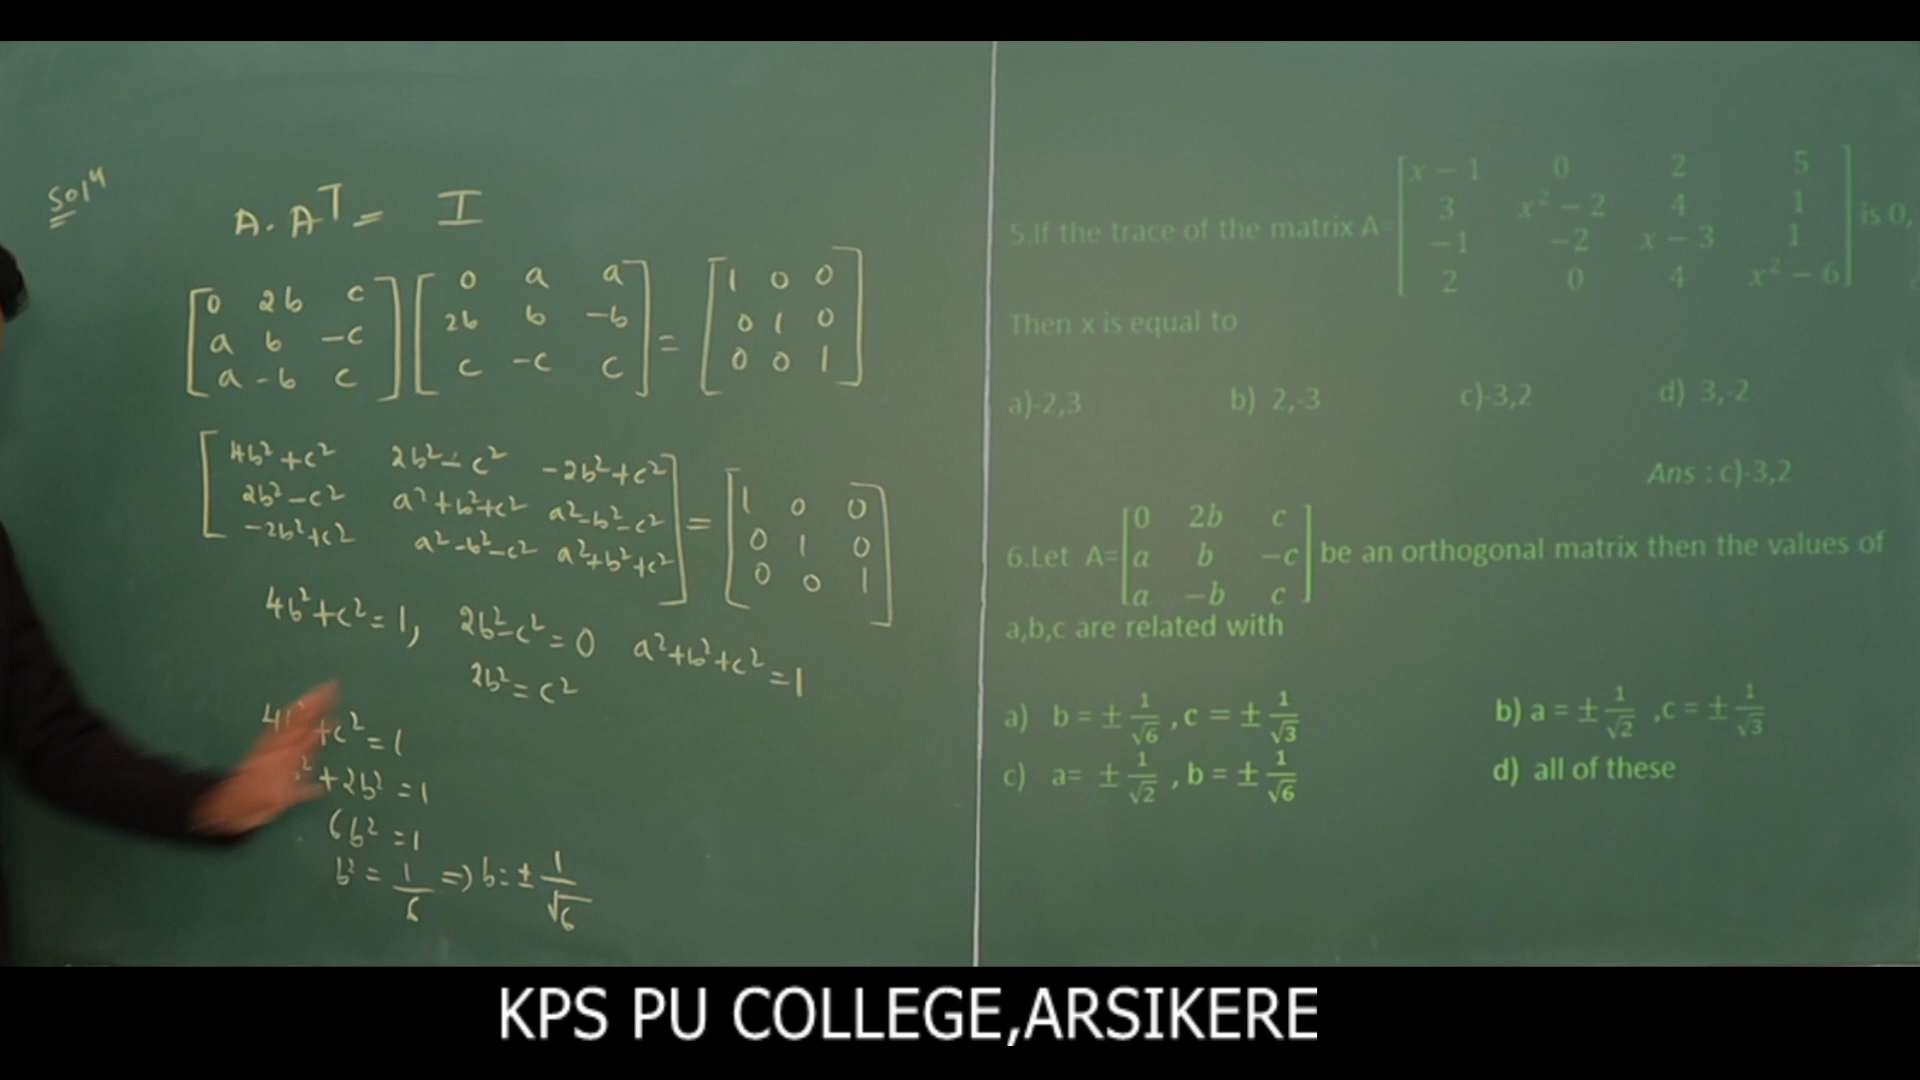 Sol4
A. Aᵀ = I
[0 2b c] [0 a a] [1 0 0]
[a b -c] [2b b -b] = [0 1 0]
[a -b c] [c -c c] [0 0 1]
[4b²+c² 2b²-c² -2b²+c²] [1 0 0]
[2b²-c² a²+b²+c² a²-b²-c²] = [0 1 0]
[-2b²+c² a²-b²-c² a²+b²+c²] [0 0 1]
4b²+c²=1, 2b²-c²=0 a²+b²+c²=1
2b²=c²
+c²=1
+2b²=1
6b²=1
b²=1/6 ⇒ b=±1/√6
5.If the trace of the matrix A= [x-1 0 2 5] is 0,
[3 x²-2 4 1]
[-1 -2 x-3 1]
[2 0 4 x²-6]
Then x is equal to
a)-2,3 b) 2,-3 c)-3,2 d) 3,-2
Ans : c)-3,2
6.Let A= [0 2b c] be an orthogonal matrix then the values of
[a b -c]
[a -b c]
a,b,c are related with
a) b = ± 1/√6 , c = ± 1/√3 b) a = ± 1/√2 ,c = ± 1/√3
c) a= ± 1/√2 , b = ± 1/√6 d) all of these
KPS PU COLLEGE,ARSIKERE